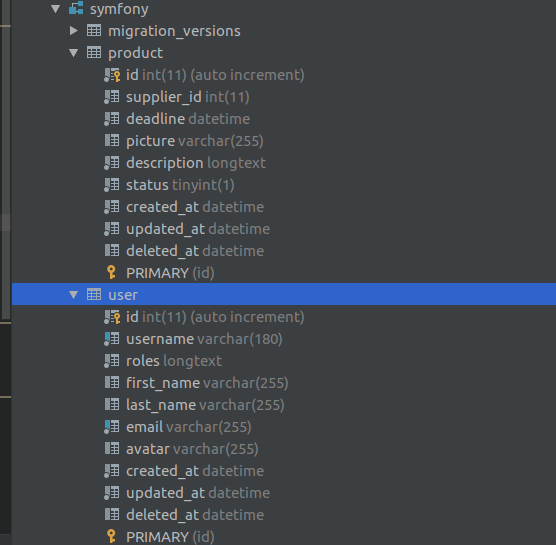 symfony
migration_versions
product
id int(11) (auto increment)
supplier_id int(11)
deadline datetime
picture varchar(255)
description longtext
status tinyint(1)
created_at datetime
updated_at datetime
deleted_at datetime
PRIMARY (id)
user
id int(11) (auto increment)
username varchar(180)
roles longtext
first_name varchar(255)
last_name varchar(255)
email varchar(255)
avatar varchar(255)
created_at datetime
updated_at datetime
deleted_at datetime
PRIMARY (id)